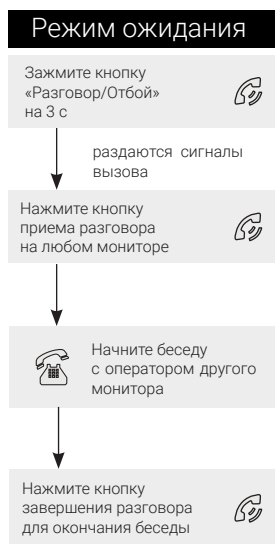 Режим ожидания
Зажмите кнопку
«Разговор/Отбой»
на 3 с
раздаются сигналы
вызова
Нажмите кнопку
приема разговора
на любом мониторе
Начните беседу
с оператором другого
монитора
Нажмите кнопку
завершения разговора
для окончания беседы